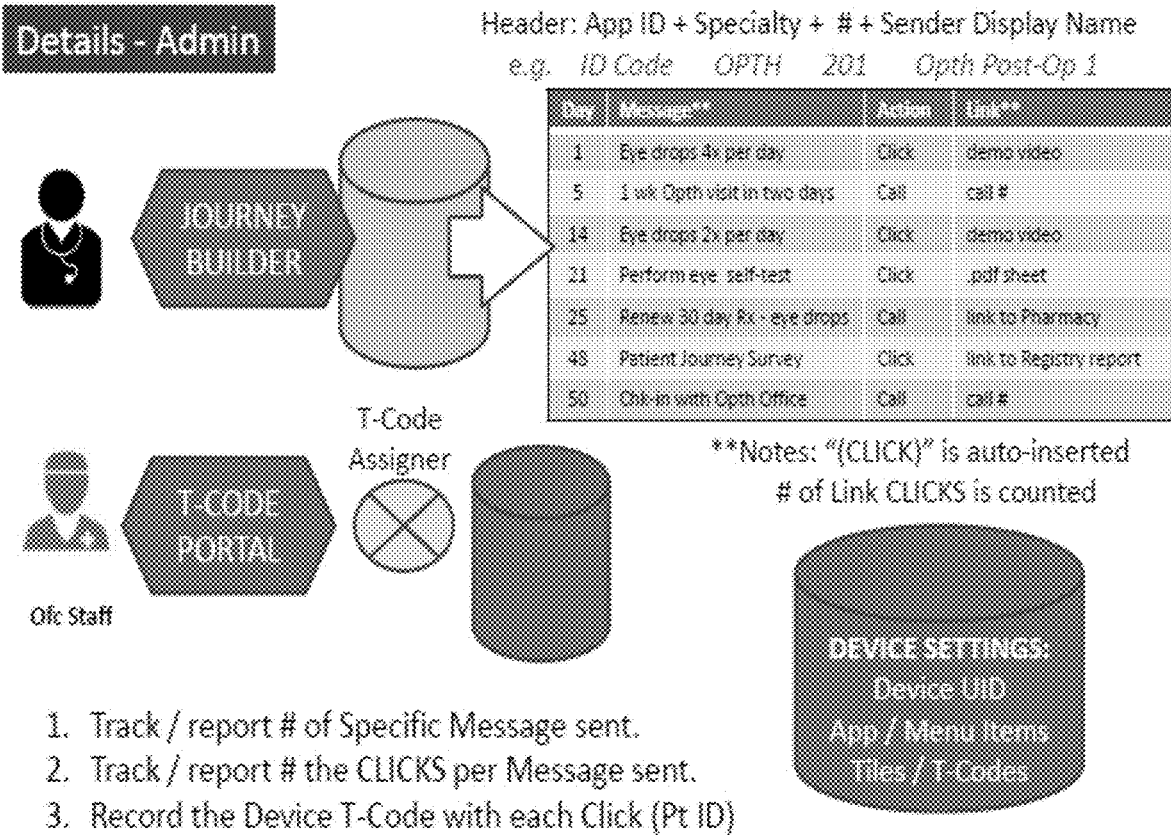 Details - Admin
Header: App ID + Specialty + # + Sender Display Name
e.g. ID Code OPTH 201 Opth Post-Op 1
Day Message** Action Link**
1 Eye drops 4x per day Click demo video
5 1 wk Opth visit in two days Call call #
14 Eye drops 2x per day Click demo video
21 Perform eye self-test Click .pdf sheet
25 Renew 30 day Rx - eye drops Call link to Pharmacy
48 Patient Journey Survey Click link to Registry report
50 Chk-in with Opth Office Call call #
JOURNEY
BUILDER
**Notes: "(CLICK)" is auto-inserted
# of Link CLICKS is counted
T-Code
Assigner
T-CODE
PORTAL
Ofc Staff
DEVICE SETTINGS:
Device UID
App / Menu Items
Tiles / T-Codes
1. Track / report # of Specific Message sent.
2. Track / report # the CLICKS per Message sent.
3. Record the Device T-Code with each Click (Pt ID)